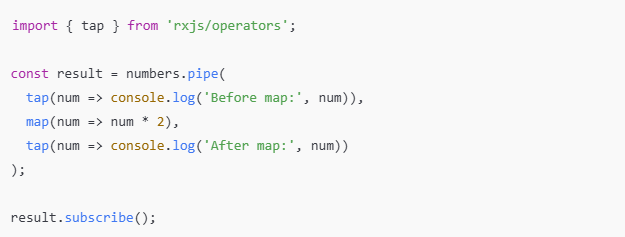 import { tap } from 'rxjs/operators';
const result = numbers.pipe(
  tap(num => console.log('Before map:', num)),
  map(num => num * 2),
  tap(num => console.log('After map:', num))
);
result.subscribe();